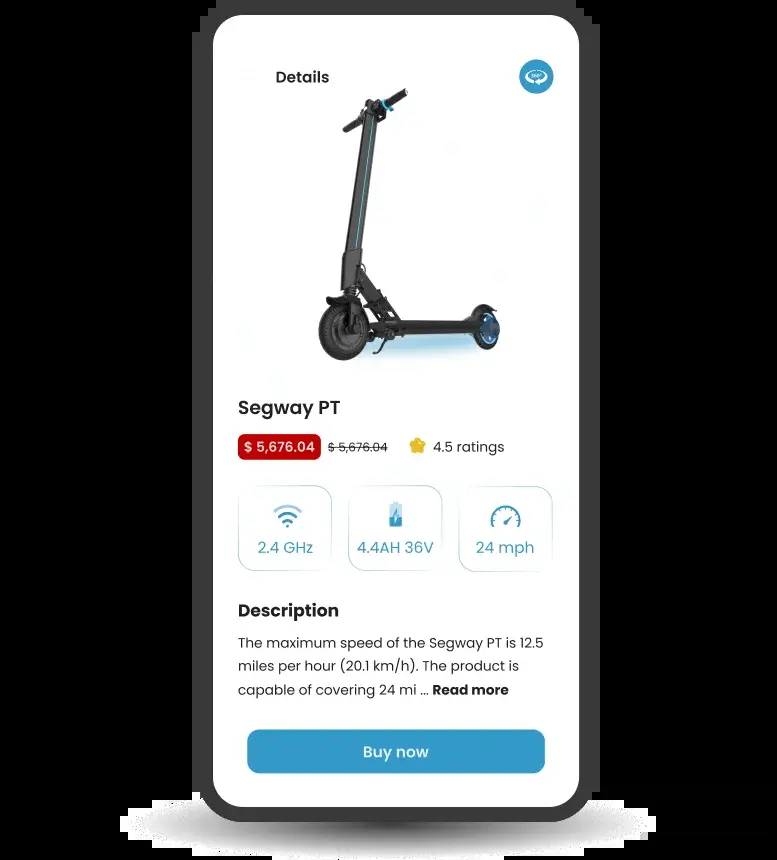 Details
360°
Segway PT
$ 5,676.04 $ 5,676.04 4.5 ratings
2.4 GHz 4.4AH 36V 24 mph
Description
The maximum speed of the Segway PT is 12.5
miles per hour (20.1 km/h). The product is
capable of covering 24 mi ... Read more
Buy now